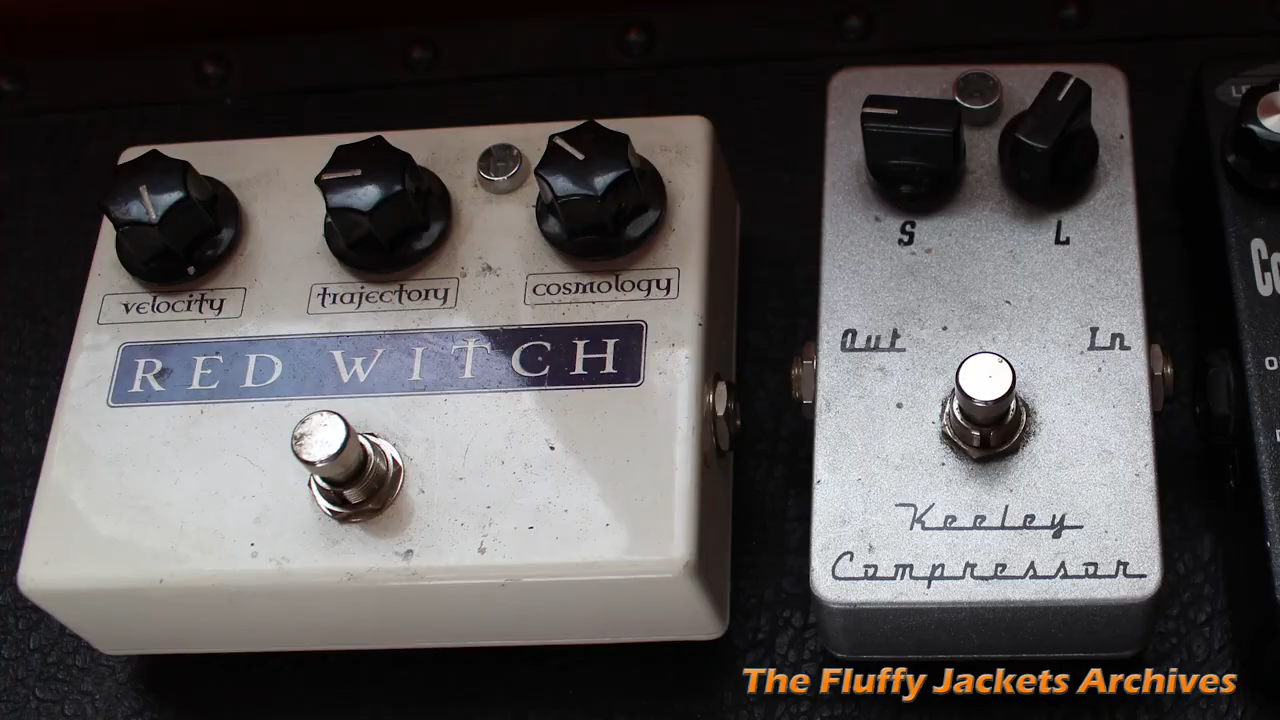 velocity
trajectory
cosmology
RED WITCH
S
L
Out
In
Keeley
Compressor
The Fluffy Jackets Archives